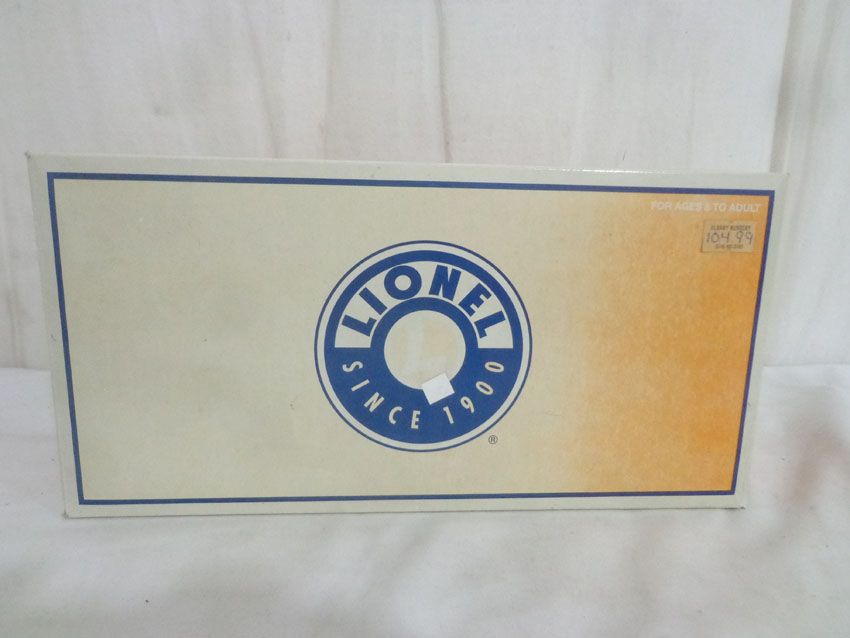 FOR AGES 8 TO ADULT
104.99
LIONEL
SINCE 1900
®